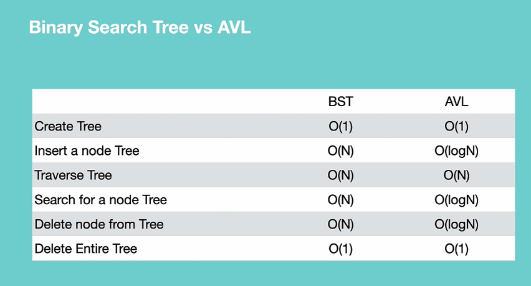 Binary Search Tree vs AVL
BST AVL
Create Tree O(1) O(1)
Insert a node Tree O(N) O(logN)
Traverse Tree O(N) O(N)
Search for a node Tree O(N) O(logN)
Delete node from Tree O(N) O(logN)
Delete Entire Tree O(1) O(1)